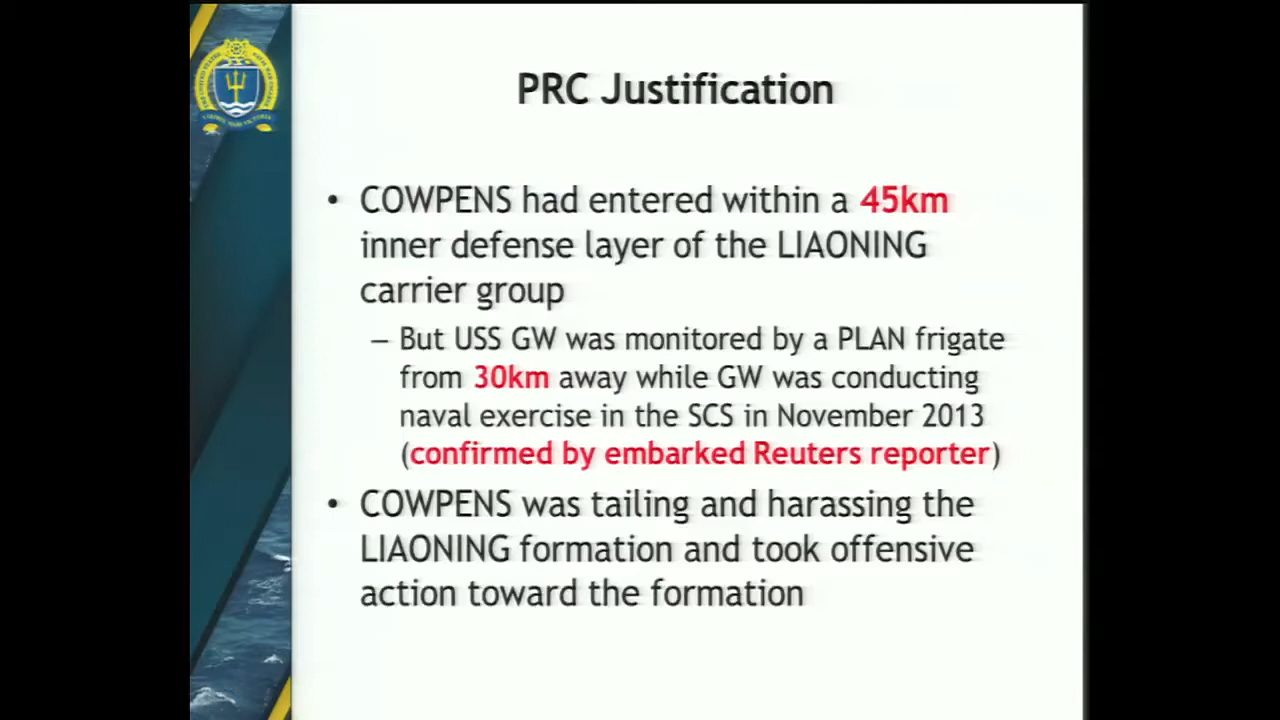 PRC Justification
• COWPENS had entered within a 45km
inner defense layer of the LIAONING
carrier group
– But USS GW was monitored by a PLAN frigate
from 30km away while GW was conducting
naval exercise in the SCS in November 2013
(confirmed by embarked Reuters reporter)
• COWPENS was tailing and harassing the
LIAONING formation and took offensive
action toward the formation